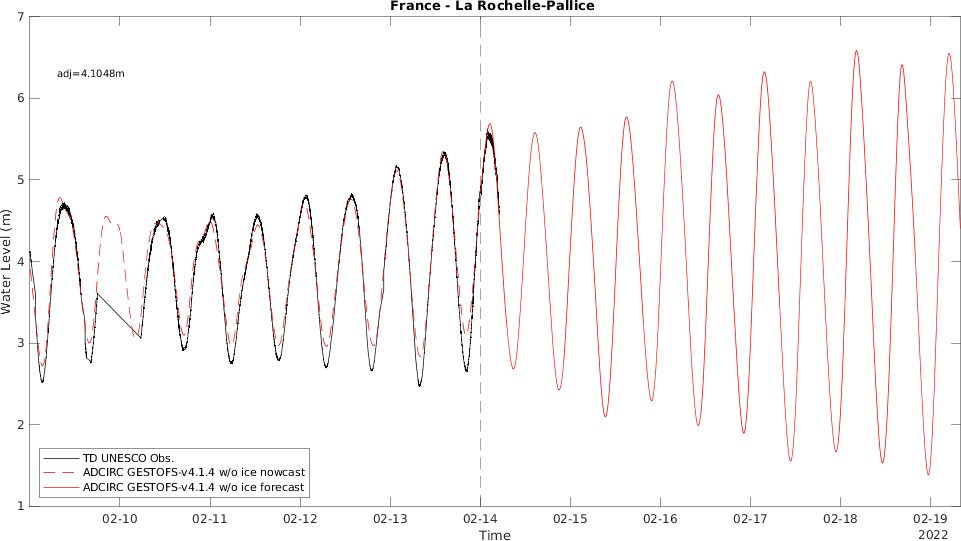 France - La Rochelle-Pallice
7
adj=4.1048m
6
5
4
3
2
1
Water Level (m)
TD UNESCO Obs.
ADCIRC GESTOFS-v4.1.4 w/o ice nowcast
ADCIRC GESTOFS-v4.1.4 w/o ice forecast
02-10 02-11 02-12 02-13 02-14 02-15 02-16 02-17 02-18 02-19
Time
2022